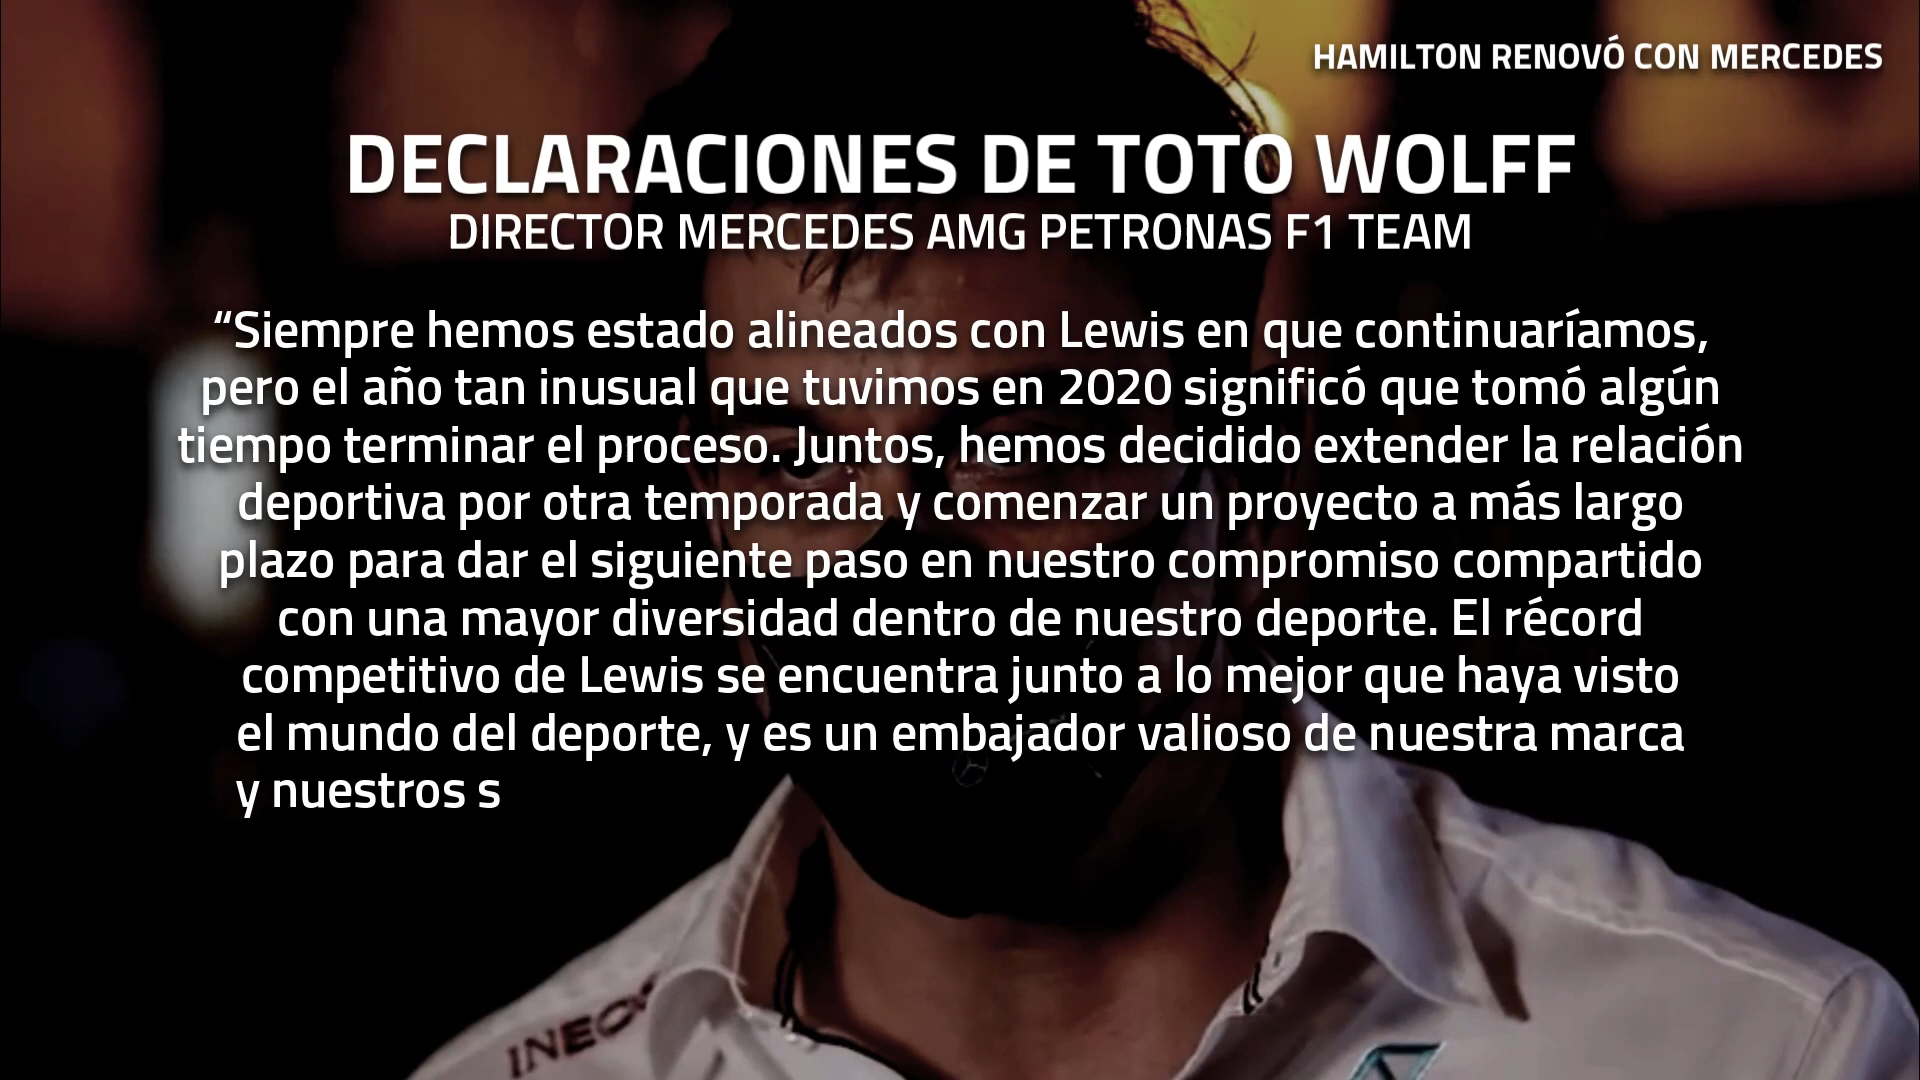 HAMILTON RENOVÓ CON MERCEDES
DECLARACIONES DE TOTO WOLFF
DIRECTOR MERCEDES AMG PETRONAS F1 TEAM
“Siempre hemos estado alineados con Lewis en que continuaríamos,
pero el año tan inusual que tuvimos en 2020 significó que tomó algún
tiempo terminar el proceso. Juntos, hemos decidido extender la relación
deportiva por otra temporada y comenzar un proyecto a más largo
plazo para dar el siguiente paso en nuestro compromiso compartido
con una mayor diversidad dentro de nuestro deporte. El récord
competitivo de Lewis se encuentra junto a lo mejor que haya visto
el mundo del deporte, y es un embajador valioso de nuestra marca
y nuestros s